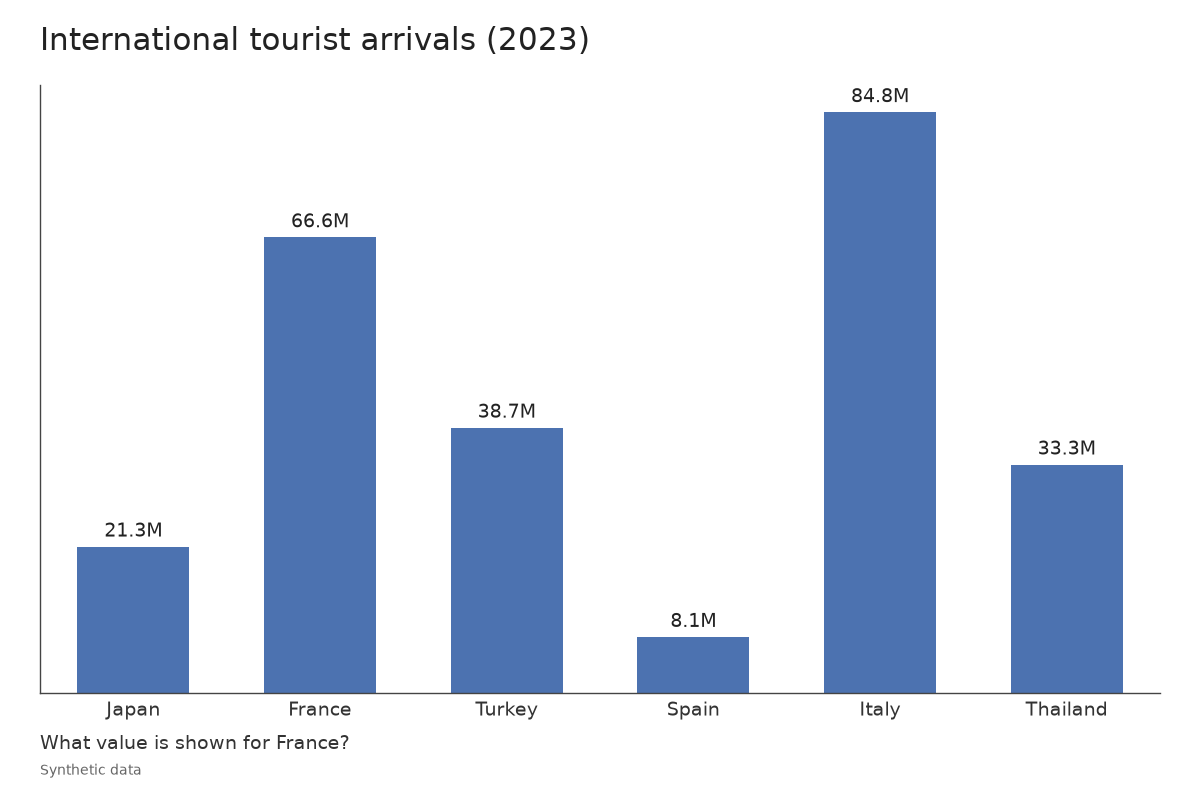 International tourist arrivals (2023)
84.8M
66.6M
38.7M
33.3M
21.3M
8.1M
Japan France Turkey Spain Italy Thailand
What value is shown for France?
Synthetic data